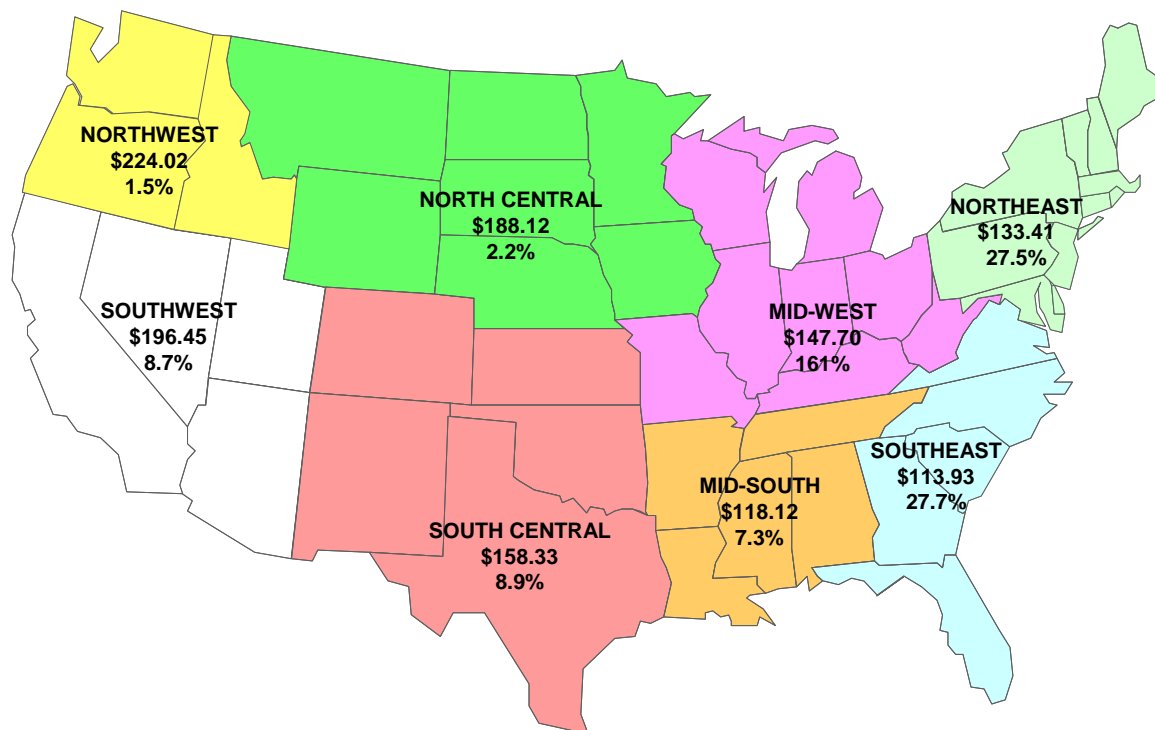 NORTHWEST
$224.02
1.5%
NORTH CENTRAL
$188.12
2.2%
NORTHEAST
$133.41
27.5%
SOUTHWEST
$196.45
8.7%
MID-WEST
$147.70
161%
SOUTHEAST
$113.93
27.7%
MID-SOUTH
$118.12
7.3%
SOUTH CENTRAL
$158.33
8.9%